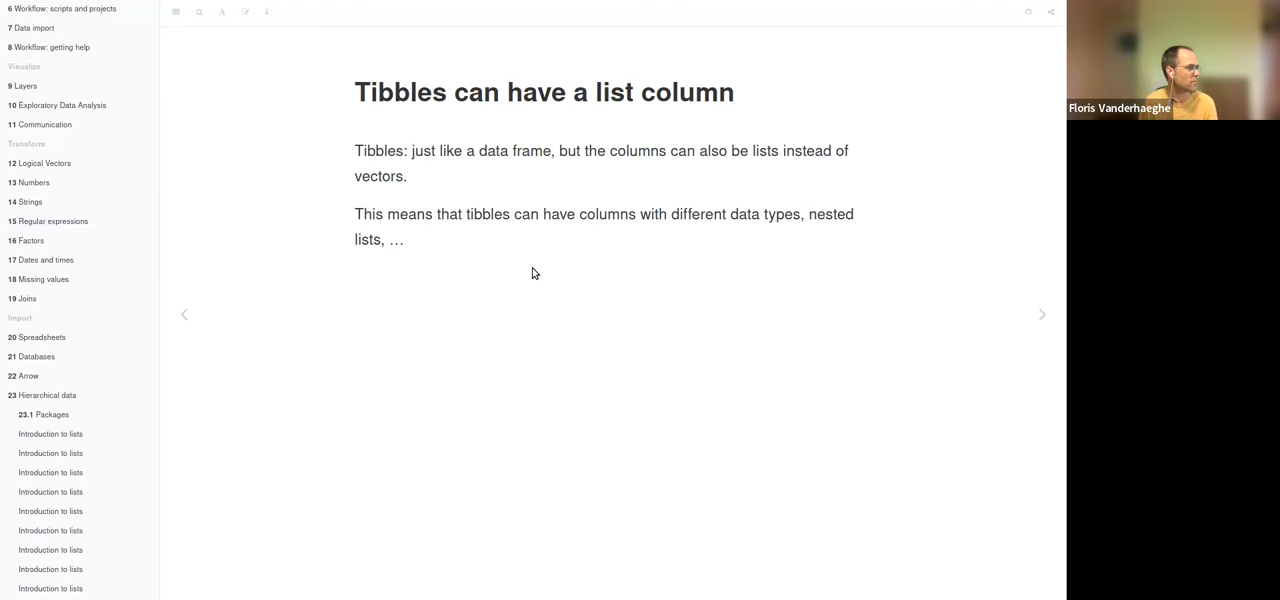 6 Workflow: scripts and projects
7 Data import
8 Workflow: getting help
Visualize
9 Layers
10 Exploratory Data Analysis
11 Communication
Transform
12 Logical Vectors
13 Numbers
14 Strings
15 Regular expressions
16 Factors
17 Dates and times
18 Missing values
19 Joins
Import
20 Spreadsheets
21 Databases
22 Arrow
23 Hierarchical data
23.1 Packages
Introduction to lists
Introduction to lists
Introduction to lists
Introduction to lists
Introduction to lists
Introduction to lists
Introduction to lists
Introduction to lists
Introduction to lists
Tibbles can have a list column
Tibbles: just like a data frame, but the columns can also be lists instead of
vectors.
This means that tibbles can have columns with different data types, nested
lists, …
Floris Vanderhaeghe